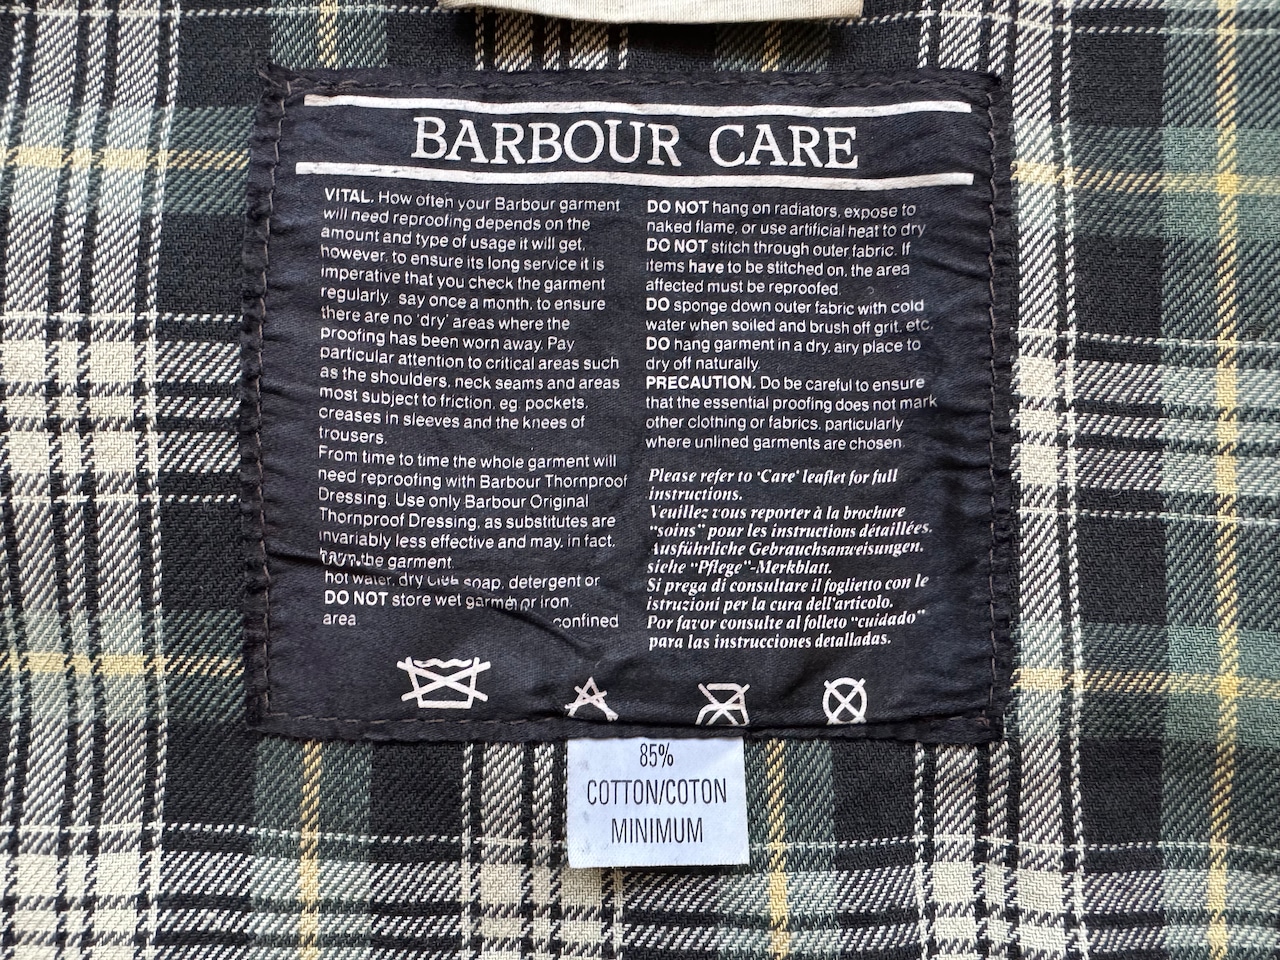 BARBOUR CARE
VITAL. How often your Barbour garment
will need reproofing depends on the
amount and type of usage it will get,
however, to ensure its long service it is
imperative that you check the garment
regularly, say once a month, to ensure
there are no 'dry' areas where the
proofing has been worn away. Pay
particular attention to critical areas such
as the shoulders, neck seams and areas
most subject to friction, eg. pockets,
creases in sleeves and the knees of
trousers.
From time to time the whole garment will
need reproofing with Barbour Thornproof
Dressing. Use only Barbour Original
Thornproof Dressing, as substitutes are
invariably less effective and may, in fact,
harm the garment.
hot water, dry soap, detergent or
DO NOT store wet or iron.
area confined
DO NOT hang on radiators, expose to
naked flame, or use artificial heat to dry
DO NOT stitch through outer fabric. If
items have to be stitched on, the area
affected must be reproofed.
DO sponge down outer fabric with cold
water when soiled and brush off grit, etc.
DO hang garment in a dry, airy place to
dry off naturally.
PRECAUTION. Do be careful to ensure
that the essential proofing does not mark
other clothing or fabrics, particularly
where unlined garments are chosen.
Please refer to 'Care' leaflet for full
instructions.
Veuillez vous reporter à la brochure
"soins" pour les instructions détaillées.
Ausführliche Gebrauchsanweisungen.
siehe "Pflege"-Merkblatt.
Si prega di consultare il foglietto con le
istruzioni per la cura dell'articolo.
Por favor consulte al folleto "cuidado"
para las instrucciones detalladas.
85%
COTTON/COTON
MINIMUM